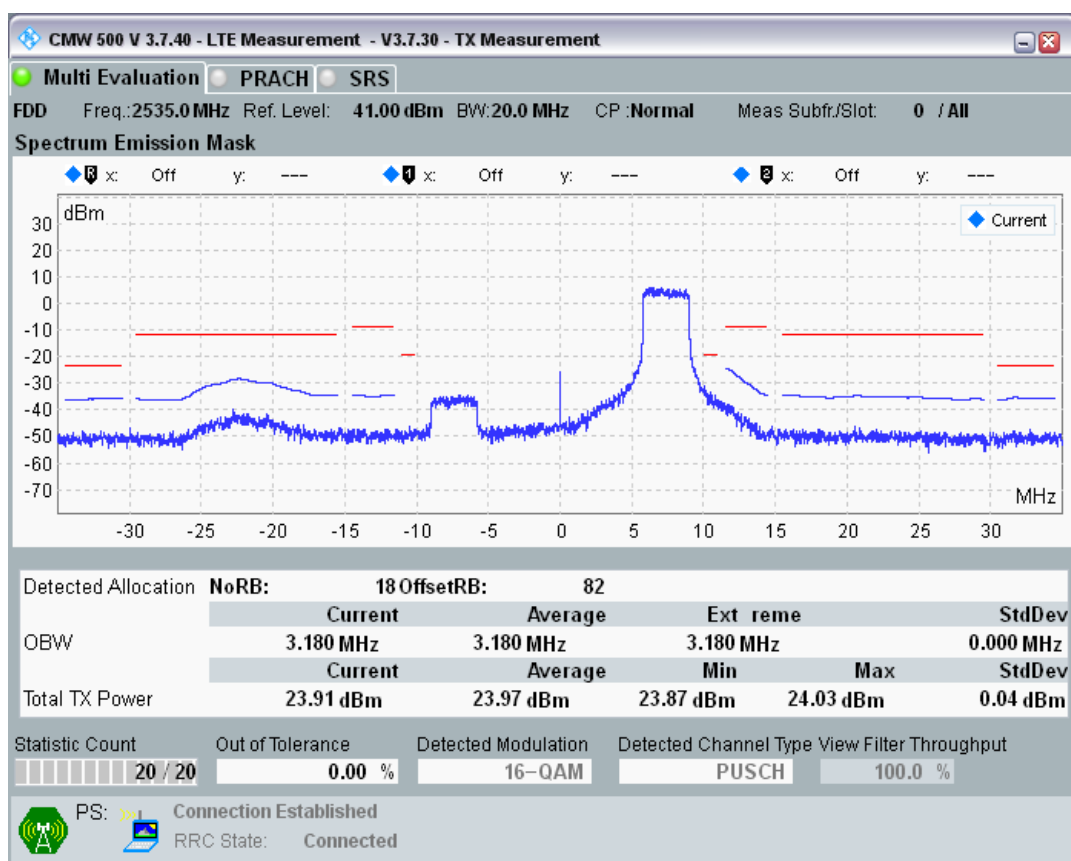 CMW 500 V 3.7.40 - LTE Measurement - V3.7.30 - TX Measurement
Multi Evaluation PRACH SRS
FDD Freq.:2535.0 MHz Ref. Level: 41.00 dBm BW:20.0 MHz CP :Normal Meas Subfr./Slot: 0 / All
Spectrum Emission Mask
R x: Off y: --- 1 x: Off y: --- 2 x: Off y: ---
dBm
Current
30
20
10
0
-10
-20
-30
-40
-50
-60
-70
MHz
-30 -25 -20 -15 -10 -5 0 5 10 15 20 25 30
Detected Allocation NoRB: 18 OffsetRB: 82
Current Average Ext reme StdDev
OBW 3.180 MHz 3.180 MHz 3.180 MHz 0.000 MHz
Current Average Min Max StdDev
Total TX Power 23.91 dBm 23.97 dBm 23.87 dBm 24.03 dBm 0.04 dBm
Statistic Count Out of Tolerance Detected Modulation Detected Channel Type View Filter Throughput
20 / 20 0.00 % 16-QAM PUSCH 100.0 %
PS: Connection Established
RRC State: Connected